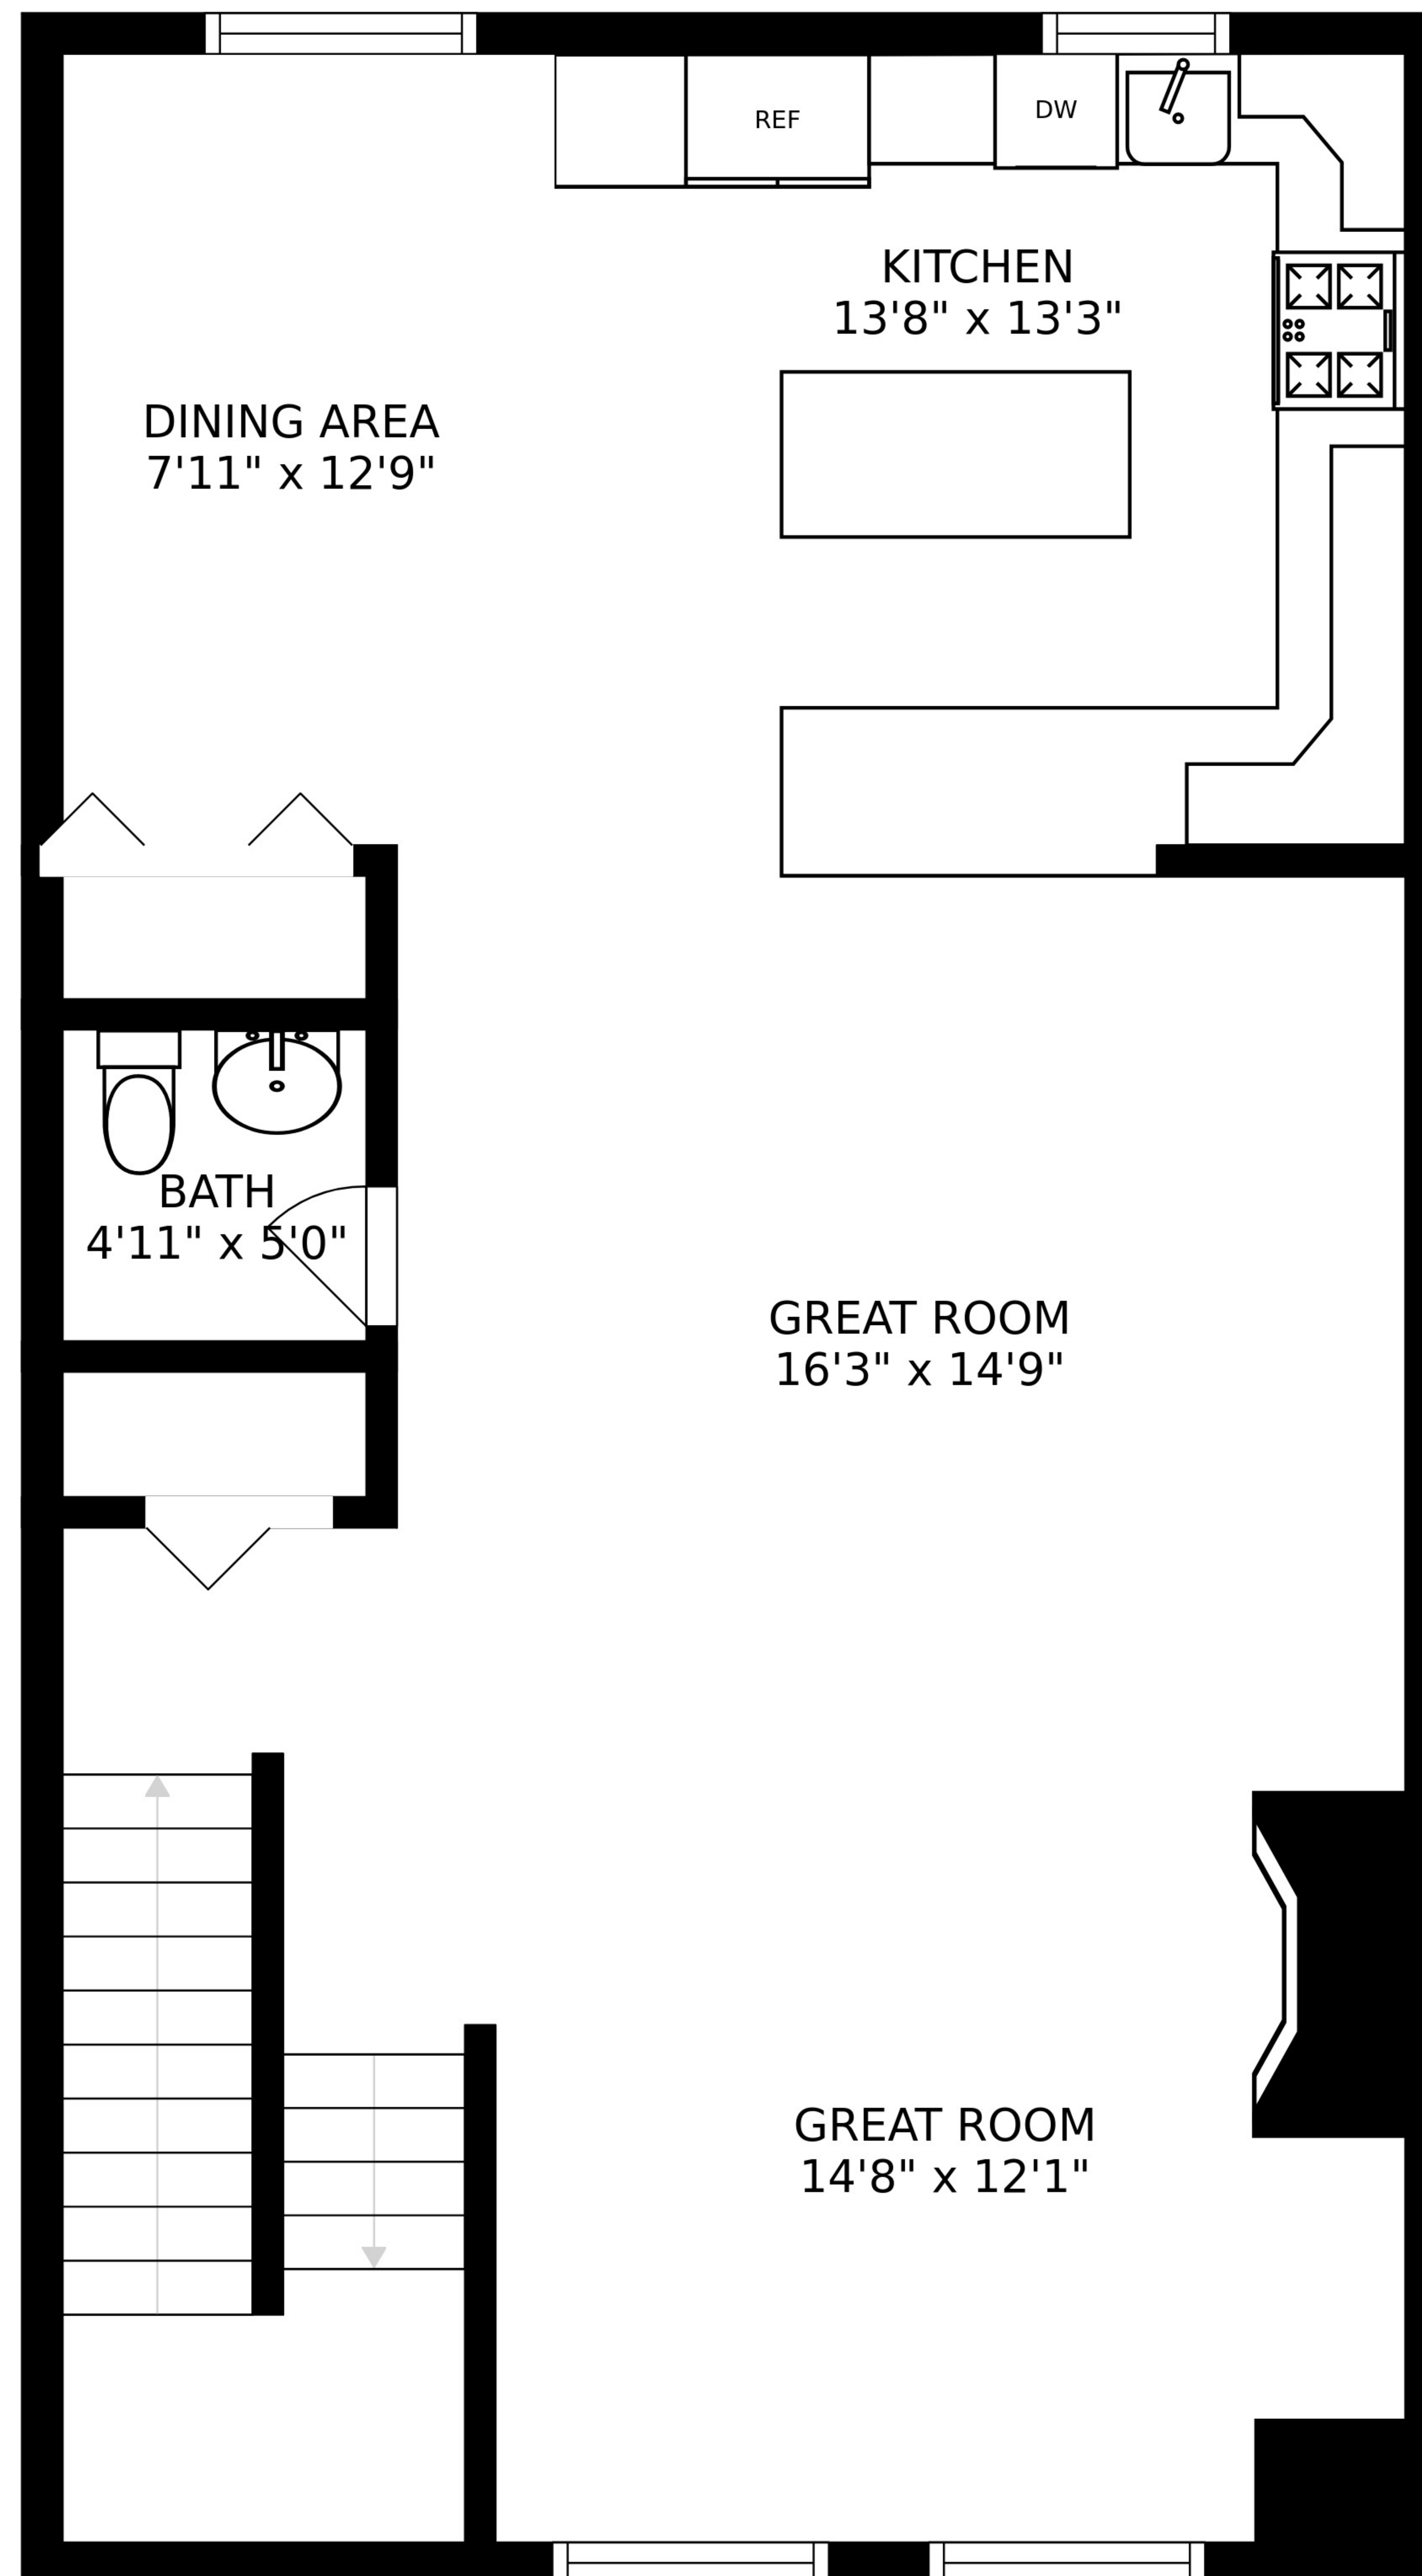 REF
DW
KITCHEN
13'8" x 13'3"
DINING AREA
7'11" x 12'9"
BATH
4'11" x 5'0"
GREAT ROOM
16'3" x 14'9"
GREAT ROOM
14'8" x 12'1"